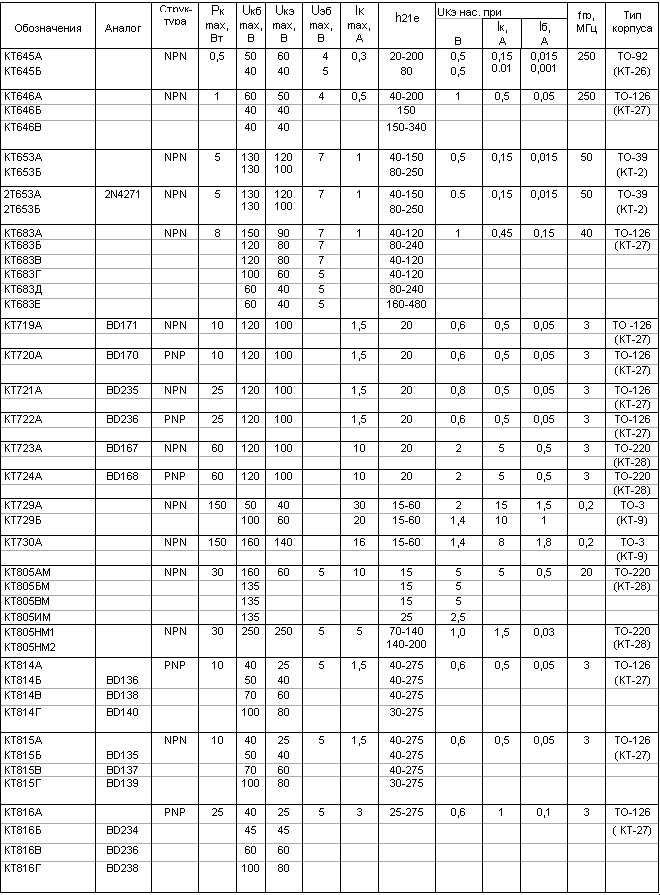 Обозначения Аналог Струк- тура Pк max, Вт Uкб max, В Uкэ max, В Uэб max, В Iк max, А h21e Uкэ нас. при В Iк, А Iб, А fгр, МГц Тип корпуса
КТ645А NPN 0,5 50 60 4 0,3 20-200 0,5 0,15 0,015 250 ТО-92
КТ645Б 40 40 5 80 0,5 0.01 0,001 (КТ-26)
КТ646А NPN 1 60 50 4 0,5 40-200 1 0,5 0,05 250 ТО-126
КТ646Б 40 40 150 (КТ-27)
КТ646В 40 40 150-340
КТ653А NPN 5 130 120 7 1 40-150 0,5 0,15 0,015 50 ТО-39
КТ653Б 130 100 80-250 (КТ-2)
2Т653А 2N4271 NPN 5 130 120 7 1 40-150 0.5 0,15 0,015 50 ТО-39
2Т653Б 130 100 80-250 (КТ-2)
КТ683А NPN 8 150 90 7 1 40-120 1 0,45 0,15 40 ТО-126
КТ683Б 120 80 7 80-240 (КТ-27)
КТ683В 120 80 7 40-120
КТ683Г 100 60 5 40-120
КТ683Д 60 40 5 80-240
КТ683Е 60 40 5 160-480
КТ719А BD171 NPN 10 120 100 1,5 20 0,6 0,5 0,05 3 ТО -126
(КТ-27)
КТ720А BD170 PNP 10 120 100 1,5 20 0,6 0,5 0,05 3 ТО-126
(КТ-27)
КТ721А BD235 NPN 25 120 100 1,5 20 0,8 0,5 0,05 3 ТО-126
(КТ-27)
КТ722А BD236 PNP 25 120 100 1,5 20 0,6 0,5 0,05 3 ТО-126
(КТ-27)
КТ723А BD167 NPN 60 120 100 10 20 2 5 0,5 3 ТО-220
(КТ-28)
КТ724А BD168 PNP 60 120 100 10 20 2 5 0,5 3 ТО-220
(КТ-28)
КТ729А NPN 150 50 40 30 15-60 2 15 1,5 0,2 ТО-3
КТ729Б 100 60 20 15-60 1,4 10 1 (КТ-9)
КТ730А NPN 150 160 140 16 15-60 1,4 8 1,8 0,2 ТО-3
(КТ-9)
КТ805АМ NPN 30 160 60 5 10 15 5 5 0,5 20 ТО-220
КТ805БМ 135 15 5 (КТ-28)
КТ805ВМ 135 15 5
КТ805ИМ 135 25 2,5
КТ805НМ1 NPN 30 250 250 5 5 70-140 1,0 1,5 0,03 ТО-220
КТ805НМ2 140-200 (КТ-28)
КТ814А PNP 10 40 25 5 1,5 40-275 0,6 0,5 0,05 3 ТО-126
КТ814Б BD136 50 40 40-275 (КТ-27)
КТ814В BD138 70 60 40-275
КТ814Г BD140 100 80 30-275
КТ815А NPN 10 40 25 5 1,5 40-275 0,6 0,5 0,05 3 ТО-126
КТ815Б BD135 50 40 40-275 (КТ-27)
КТ815В BD137 70 60 40-275
КТ815Г BD139 100 80 30-275
КТ816А PNP 25 40 25 5 3 25-275 0,6 1 0,1 3 ТО-126
КТ816Б BD234 45 45 ( КТ-27)
КТ816В BD236 60 60
КТ816Г BD238 100 80